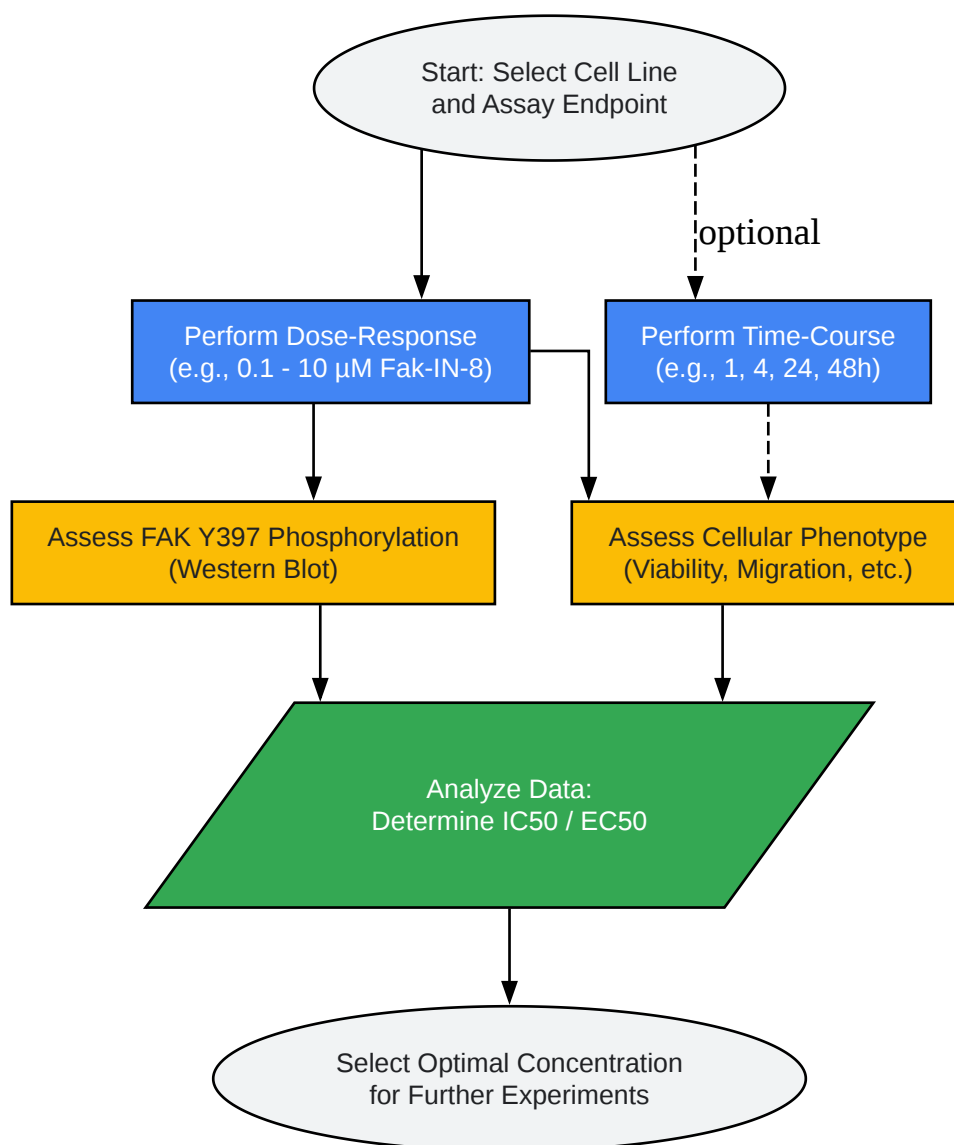 Start: Select Cell Line
and Assay Endpoint
optional
Perform Dose-Response
(e.g., 0.1 - 10 µM Fak-IN-8)
Perform Time-Course
(e.g., 1, 4, 24, 48h)
Assess FAK Y397 Phosphorylation
(Western Blot)
Assess Cellular Phenotype
(Viability, Migration, etc.)
Analyze Data:
Determine IC50 / EC50
Select Optimal Concentration
for Further Experiments